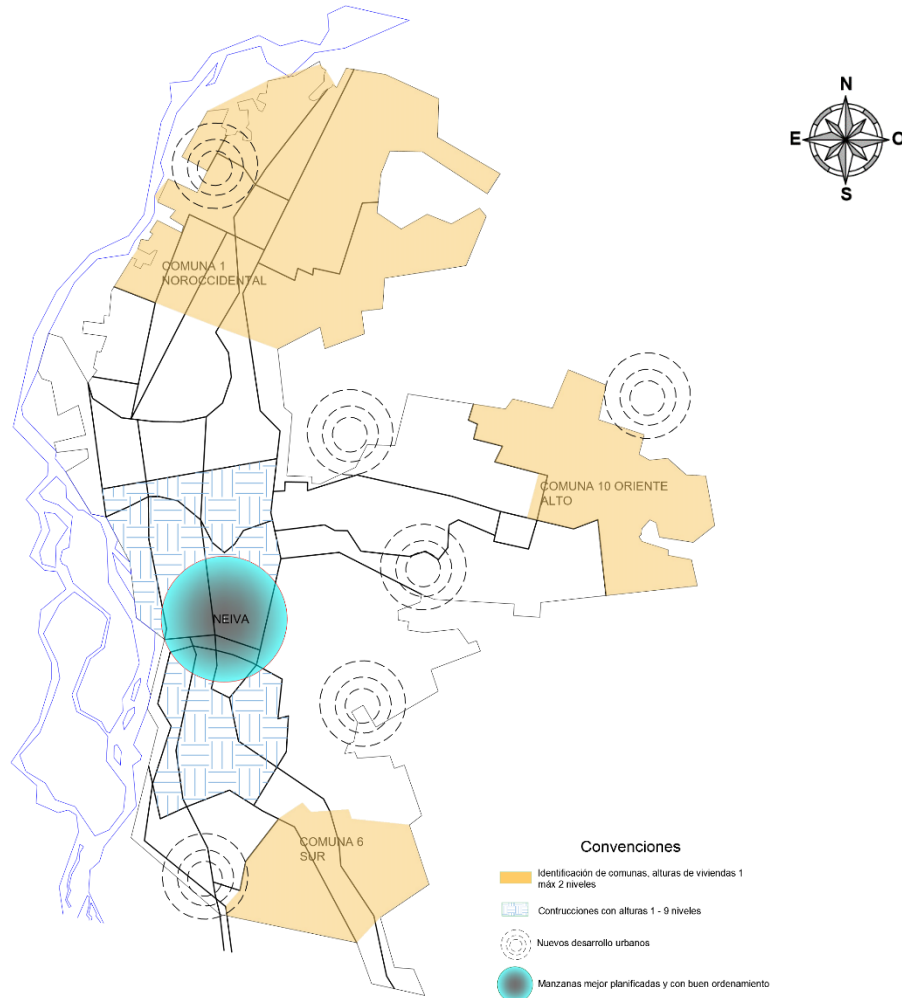 N
E
O
S
COMUNA 1
NOROCCIDENTAL
COMUNA 10 ORIENTE
ALTO
NEIVA
COMUNA 6
SUR
Convenciones
Identificación de comunas, alturas de viviendas 1
máx 2 niveles
Contrucciones con alturas 1 - 9 niveles
Nuevos desarrollo urbanos
Manzanas mejor planificadas y con buen ordenamiento